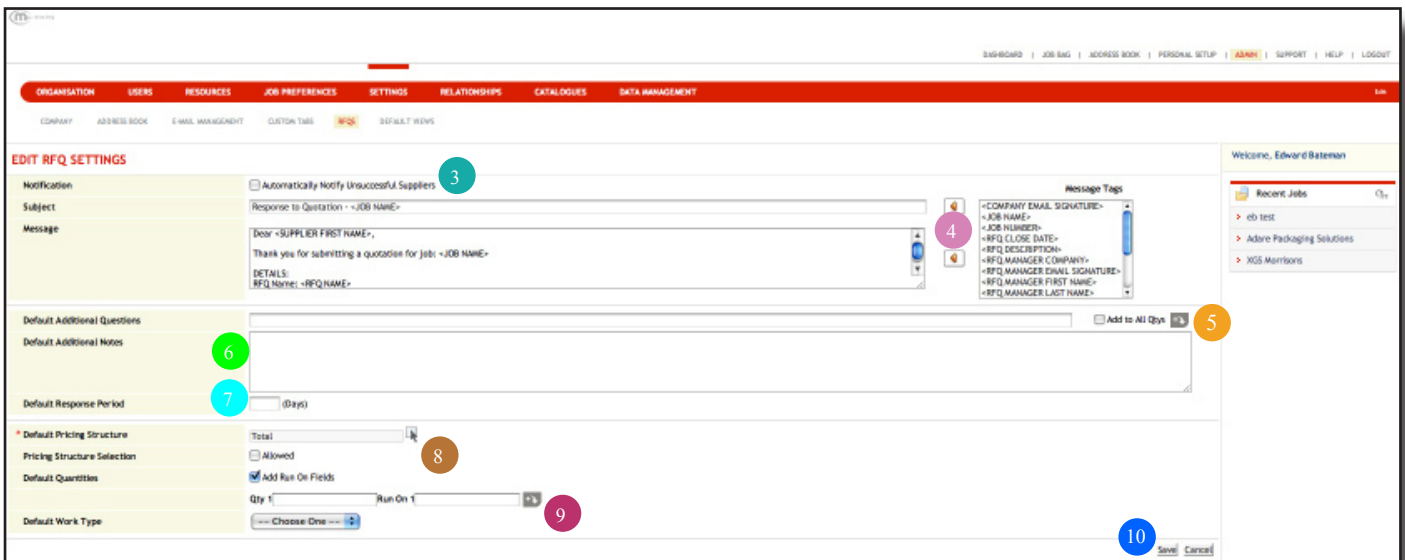 DASHBOARD | JOB BAG | ADDRESS BOOK | PERSONAL SETUP | ADMIN | SUPPORT | HELP | LOGOUT
ORGANISATION USERS RESOURCES JOB PREFERENCES SETTINGS RELATIONSHIPS CATALOGUES DATA MANAGEMENT Edit
COMPANY ADDRESS BOOK E-MAIL MANAGEMENT CUSTOM TABS RFQS DEFAULT VIEWS
EDIT RFQ SETTINGS
Welcome, Edward Bateman
Notification Automatically Notify Unsuccessful Suppliers 3
Message Tags
Subject Response to Quotation - <JOB NAME>
Message Dear <SUPPLIER FIRST NAME>,
Thank you for submitting a quotation for job: <JOB NAME>
DETAILS:
RFQ Name: <RFQ NAME>
4
<COMPANY EMAIL SIGNATURE>
<JOB NAME>
<JOB NUMBER>
<RFQ CLOSE DATE>
<RFQ DESCRIPTION>
<RFQ MANAGER COMPANY>
<RFQ MANAGER EMAIL SIGNATURE>
<RFQ MANAGER FIRST NAME>
<RFQ MANAGER LAST NAME>
Recent Jobs
eb test
Adare Packaging Solutions
XGS Morrisons
Default Additional Questions Add to All Qtys 5
Default Additional Notes 6
Default Response Period 7 (Days)
* Default Pricing Structure Total
Pricing Structure Selection Allowed 8
Default Quantities Add Run On Fields
Qty 1 Run On 1 9
Default Work Type -- Choose One --
10 Save Cancel